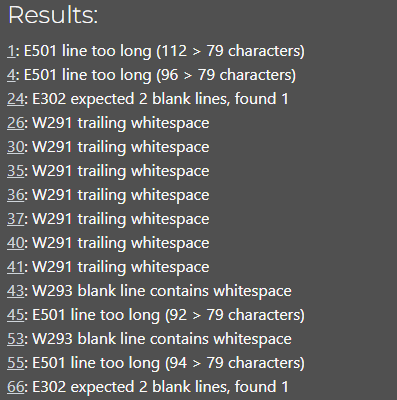 Results:
1: E501 line too long (112 > 79 characters)
4: E501 line too long (96 > 79 characters)
24: E302 expected 2 blank lines, found 1
26: W291 trailing whitespace
30: W291 trailing whitespace
35: W291 trailing whitespace
36: W291 trailing whitespace
37: W291 trailing whitespace
40: W291 trailing whitespace
41: W291 trailing whitespace
43: W293 blank line contains whitespace
45: E501 line too long (92 > 79 characters)
53: W293 blank line contains whitespace
55: E501 line too long (94 > 79 characters)
66: E302 expected 2 blank lines, found 1